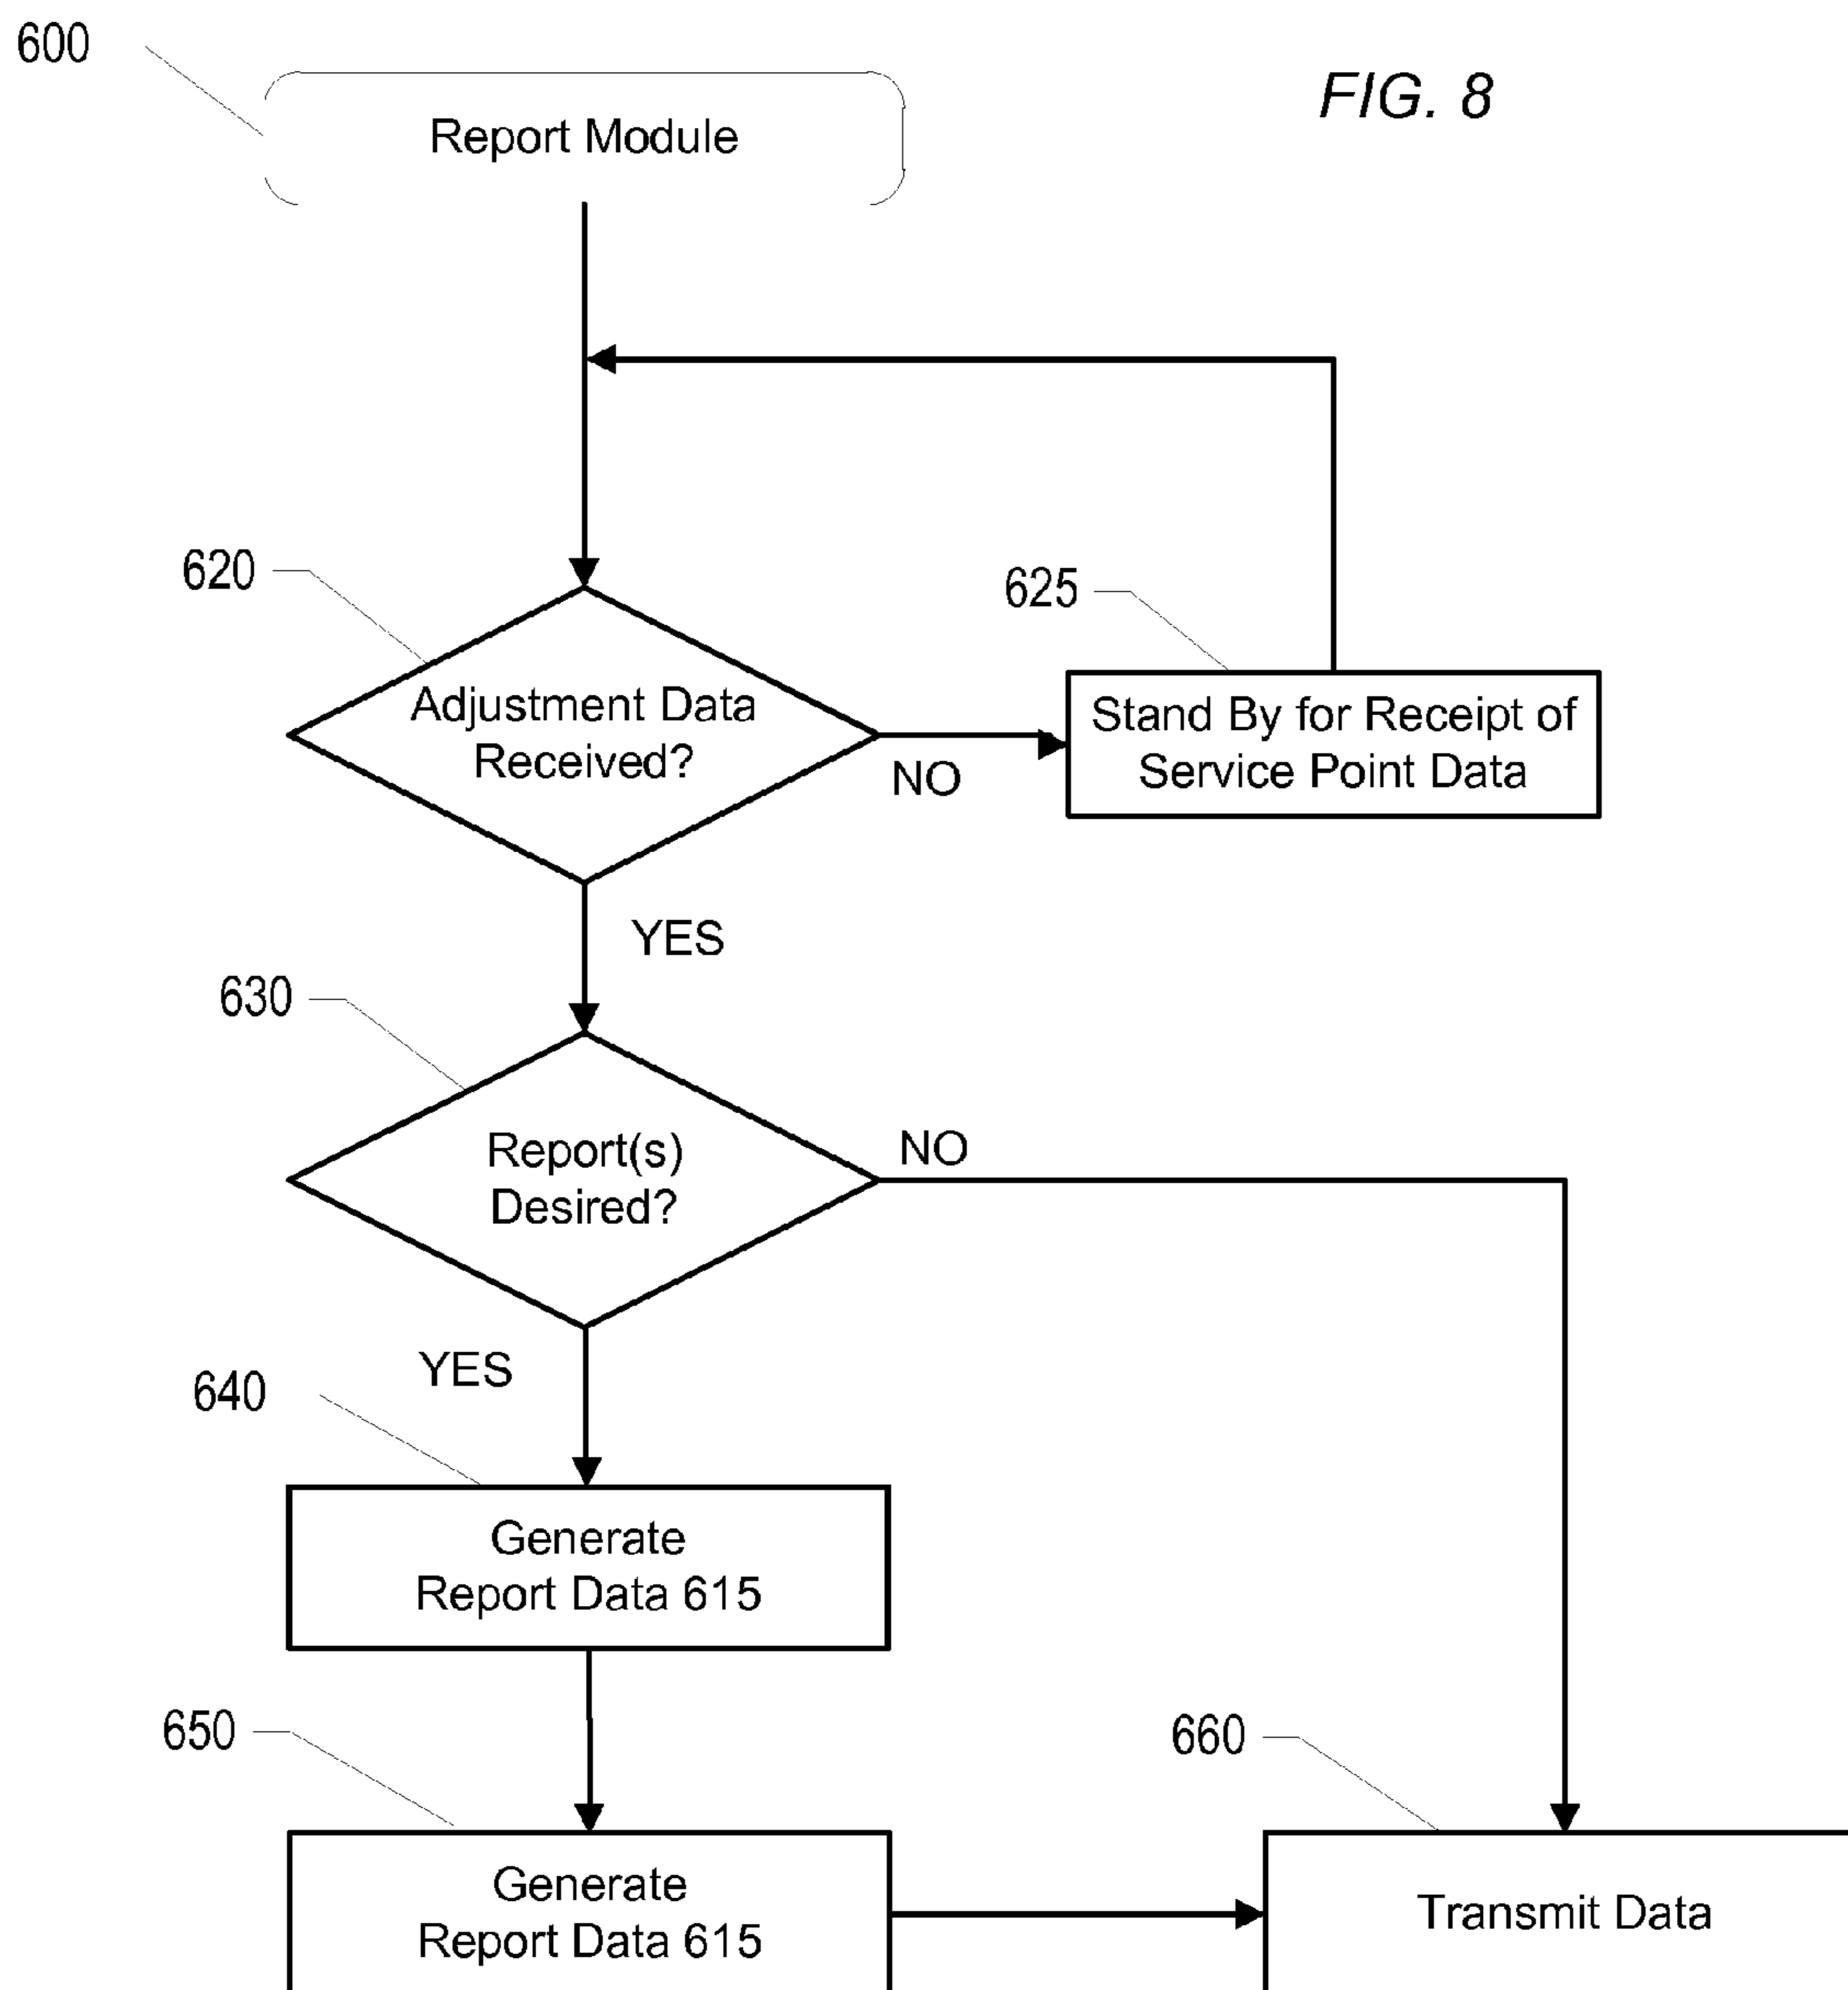 600
FIG. 8
Report Module
620
625
Adjustment Data
Received?
NO
Stand By for Receipt of
Service Point Data
YES
630
Report(s)
Desired?
NO
YES
640
Generate
Report Data 615
650
660
Generate
Report Data 615
Transmit Data